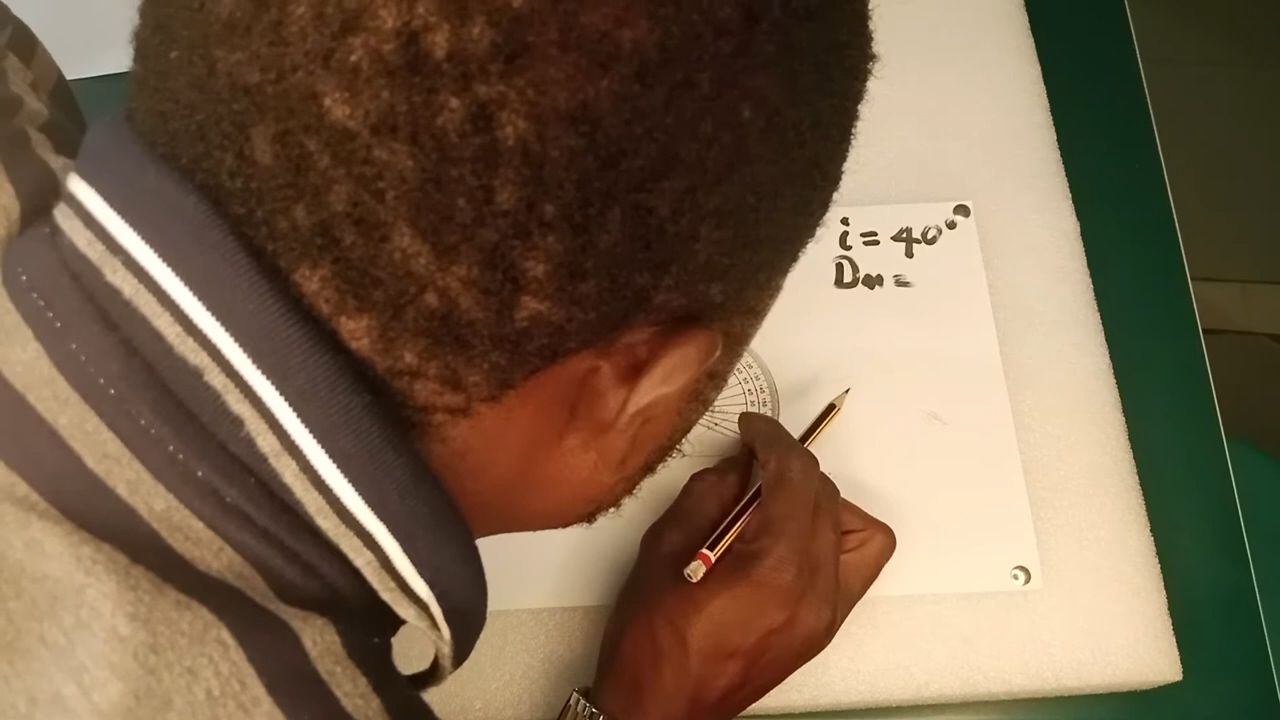 i = 40°
Dm =